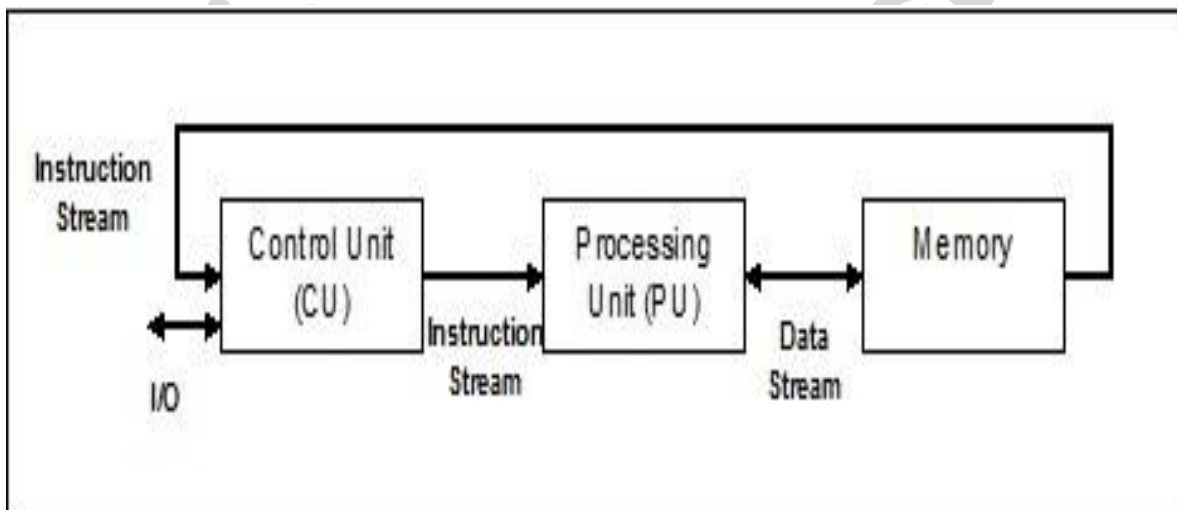 Instruction
Stream
Control Unit
(CU)
I/O
Instruction
Stream
Processing
Unit (PU)
Data
Stream
Memory